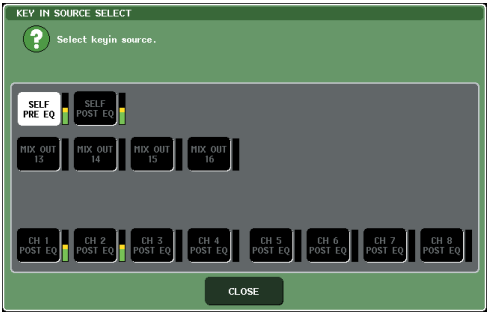 KEY IN SOURCE SELECT
?
Select keyin source.
SELF SELF
PRE EQ POST EQ
MIX OUT MIX OUT MIX OUT MIX OUT
13 14 15 16
CH 1 CH 2 CH 3 CH 4 CH 5 CH 6 CH 7 CH 8
POST EQ POST EQ POST EQ POST EQ POST EQ POST EQ POST EQ POST EQ
CLOSE